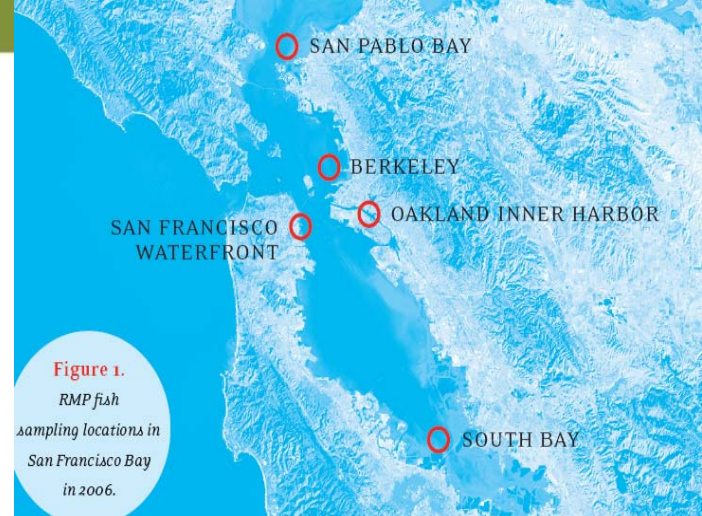 SAN PABLO BAY
BERKELEY
OAKLAND INNER HARBOR
SAN FRANCISCO
WATERFRONT
SOUTH BAY
Figure 1.
RMP fish
sampling locations in
San Francisco Bay
in 2006.